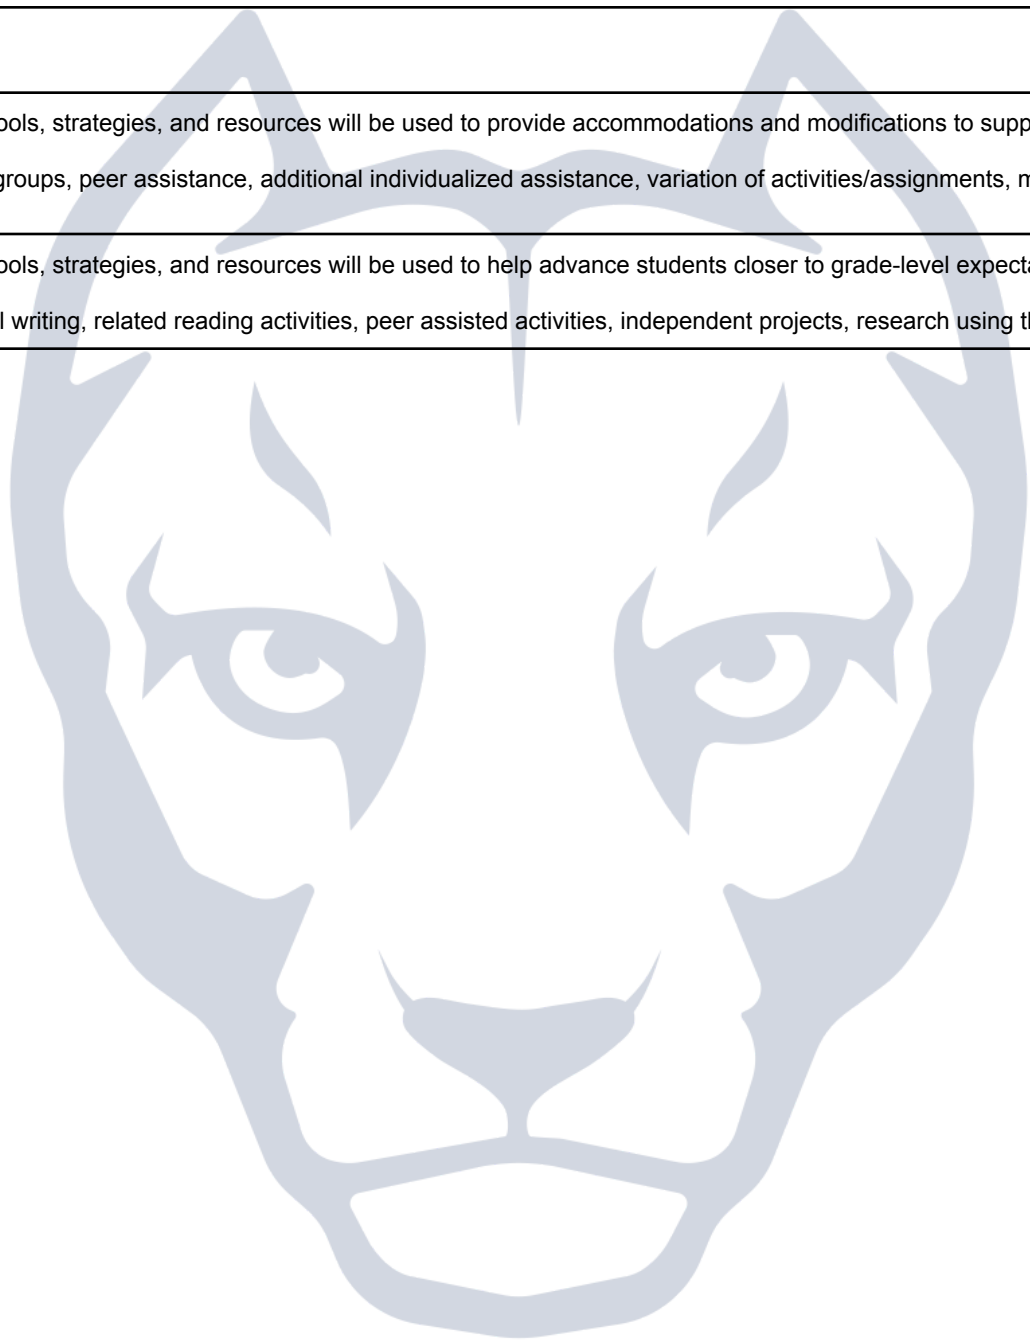 ools, strategies, and resources will be used to provide accommodations and modifications to supp
groups, peer assistance, additional individualized assistance, variation of activities/assignments, m
ools, strategies, and resources will be used to help advance students closer to grade-level expecta
l writing, related reading activities, peer assisted activities, independent projects, research using th